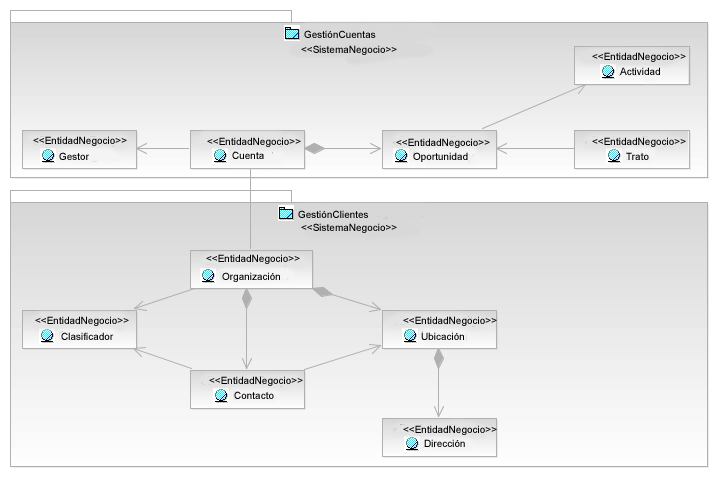 GestiónCuentas
<<SistemaNegocio>>
<<EntidadNegocio>>
Actividad
<<EntidadNegocio>>
Gestor
<<EntidadNegocio>>
Cuenta
<<EntidadNegocio>>
Oportunidad
<<EntidadNegocio>>
Trato
GestiónClientes
<<SistemaNegocio>>
<<EntidadNegocio>>
Organización
<<EntidadNegocio>>
Clasificador
<<EntidadNegocio>>
Ubicación
<<EntidadNegocio>>
Contacto
<<EntidadNegocio>>
Dirección